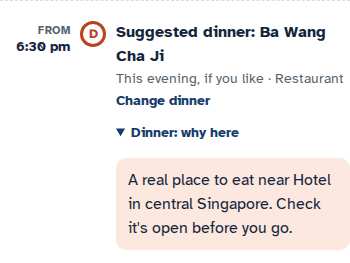 FROM
6:30 pm
D
Suggested dinner: Ba Wang
Cha Ji
This evening, if you like · Restaurant
Change dinner
▼ Dinner: why here
A real place to eat near Hotel
in central Singapore. Check
it's open before you go.